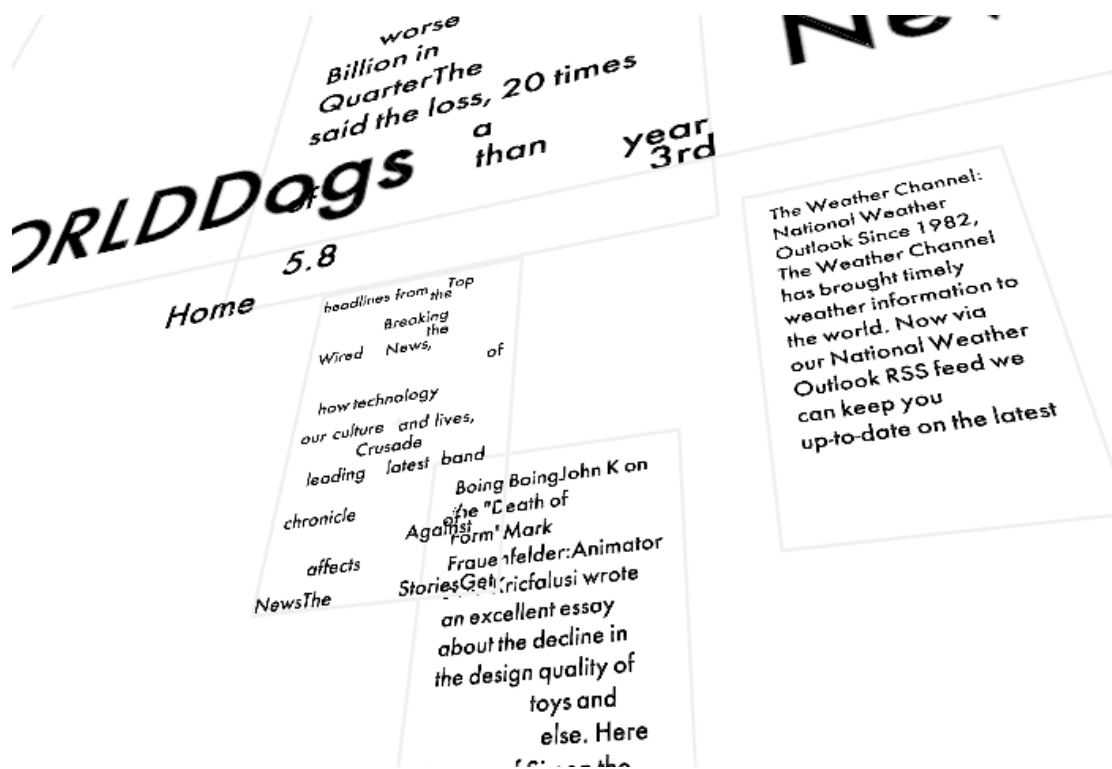 worse
Billion in
QuarterThe
said the loss, 20 times
a
than year
3rd
ORLDDogs
of
5.8
Home
headlines from the Top
Breaking
the
Wired News,
of
how technology
our culture and lives,
Crusade
leading latest band
chronicle
of
Against
affects
StoriesGet
NewsThe
The Weather Channel:
National Weather
Outlook Since 1982,
The Weather Channel
has brought timely
weather information to
the world. Now via
our National Weather
Outlook RSS feed we
can keep you
up-to-date on the latest
Boing BoingJohn K on
the "Death of
Form" Mark
Frauenfelder:Animator
Kricfalusi wrote
an excellent essay
about the decline in
the design quality of
toys and
else. Here
the